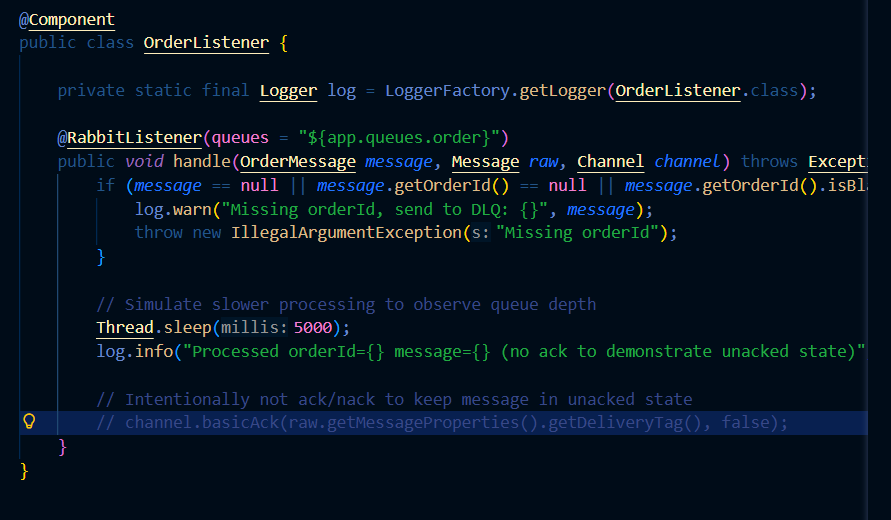 @Component
public class OrderListener {
private static final Logger log = LoggerFactory.getLogger(OrderListener.class);
@RabbitListener(queues = "${app.queues.order}")
public void handle(OrderMessage message, Message raw, Channel channel) throws Excepti
if (message == null || message.getOrderId() == null || message.getOrderId().isBla
log.warn("Missing orderId, send to DLQ: {}", message);
throw new IllegalArgumentException(s: "Missing orderId");
}
// Simulate slower processing to observe queue depth
Thread.sleep(millis: 5000);
log.info("Processed orderId={} message={} (no ack to demonstrate unacked state)"
// Intentionally not ack/nack to keep message in unacked state
// channel.basicAck(raw.getMessageProperties().getDeliveryTag(), false);
}
}